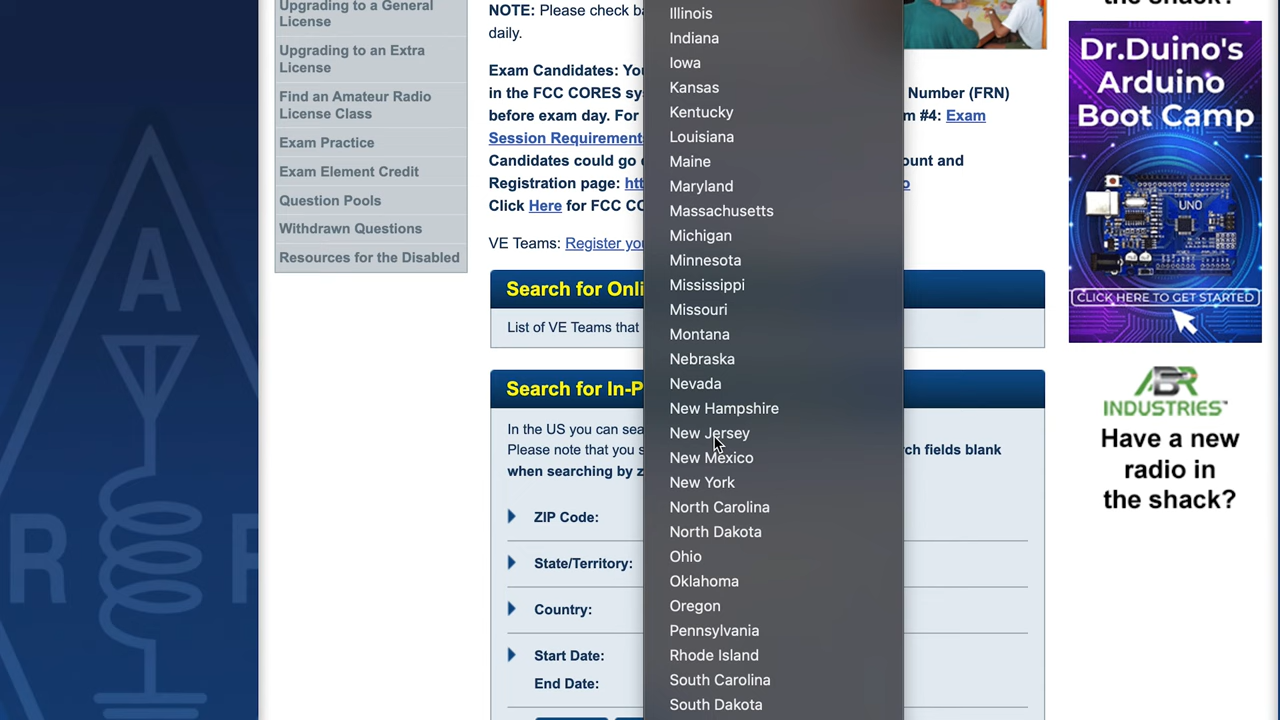 Upgrading to a General
License
Upgrading to an Extra
License
Find an Amateur Radio
License Class
Exam Practice
Exam Element Credit
Question Pools
Withdrawn Questions
Resources for the Disabled
NOTE: Please check ba
daily.
Exam Candidates: You
in the FCC CORES sy
Number (FRN)
before exam day. For
m #4: Exam
Session Requirement
Candidates could go
ount and
Registration page: htt
Click Here for FCC CO
VE Teams: Register you
Search for Onli
List of VE Teams that
Search for In-P
In the US you can sea
Please note that you s
rch fields blank
when searching by z
ZIP Code:
State/Territory:
Country:
Start Date:
End Date:
Illinois
Indiana
Iowa
Kansas
Kentucky
Louisiana
Maine
Maryland
Massachusetts
Michigan
Minnesota
Mississippi
Missouri
Montana
Nebraska
Nevada
New Hampshire
New Jersey
New Mexico
New York
North Carolina
North Dakota
Ohio
Oklahoma
Oregon
Pennsylvania
Rhode Island
South Carolina
South Dakota
the shack?
Dr.Duino's
Arduino
Boot Camp
UNO
CLICK HERE TO GET STARTED
ABR
INDUSTRIES™
Have a new
radio in
the shack?
A
R
R